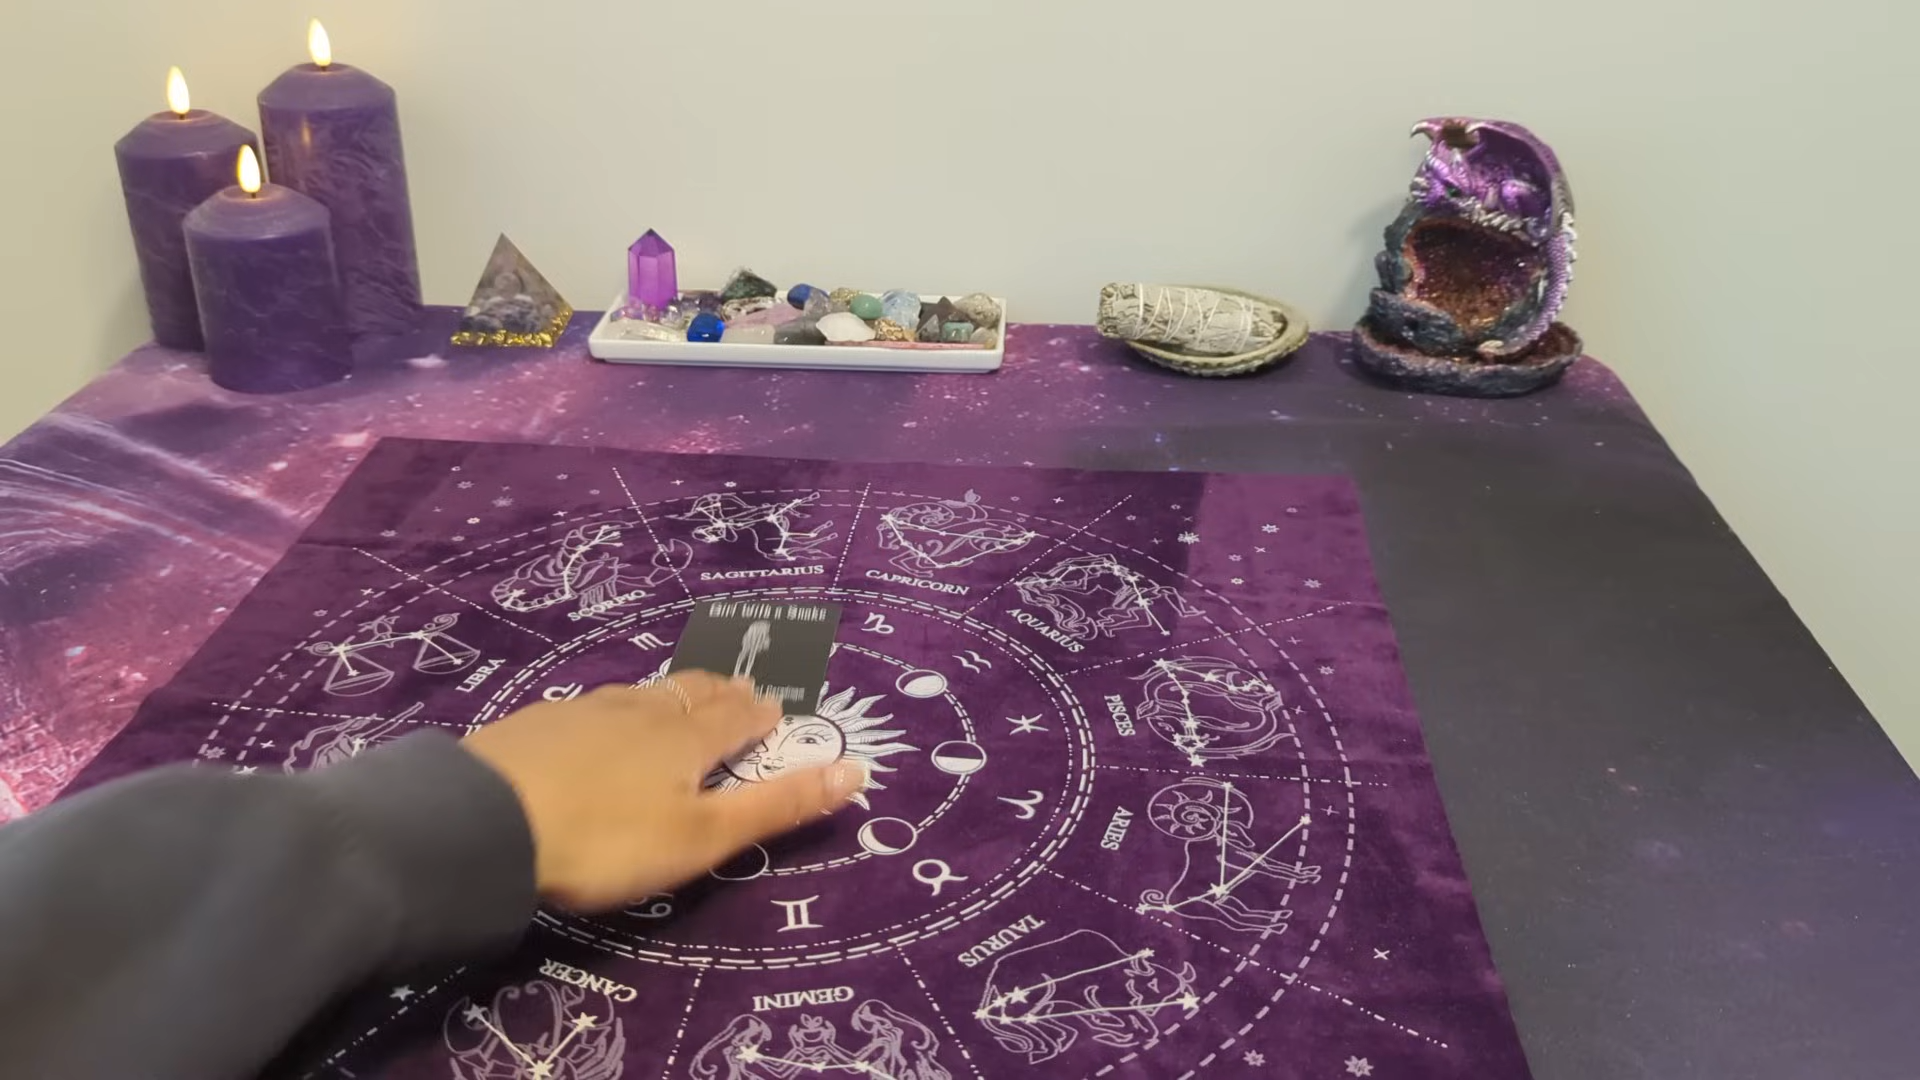 SAGITTARIUS
CAPRICORN
SCORPIO
AQUARIUS
LIBRA
PISCES
ARIES
TAURUS
CANCER
GEMINI